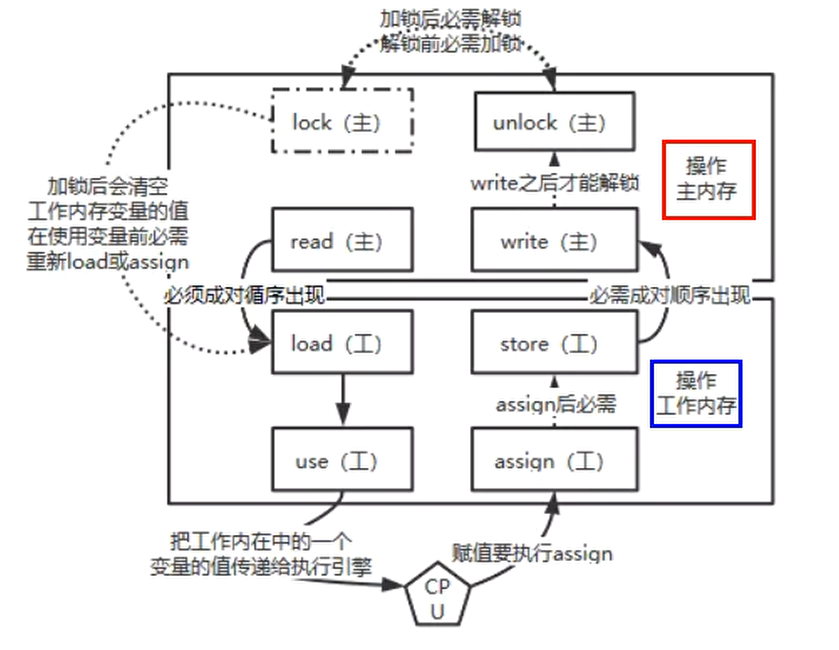 加锁后必需解锁
解锁前必需加锁
lock（主）
unlock（主）
操作
主内存
write之后才能解锁
加锁后会清空
工作内存变量的值
在使用变量前必需
重新load或assign
read（主）
write（主）
必须成对循序出现
必需成对顺序出现
load（工）
store（工）
操作
工作内存
assign后必需
use（工）
assign（工）
把工作内在中的一个
变量的值传递给执行引擎
赋值要执行assign
CP
U